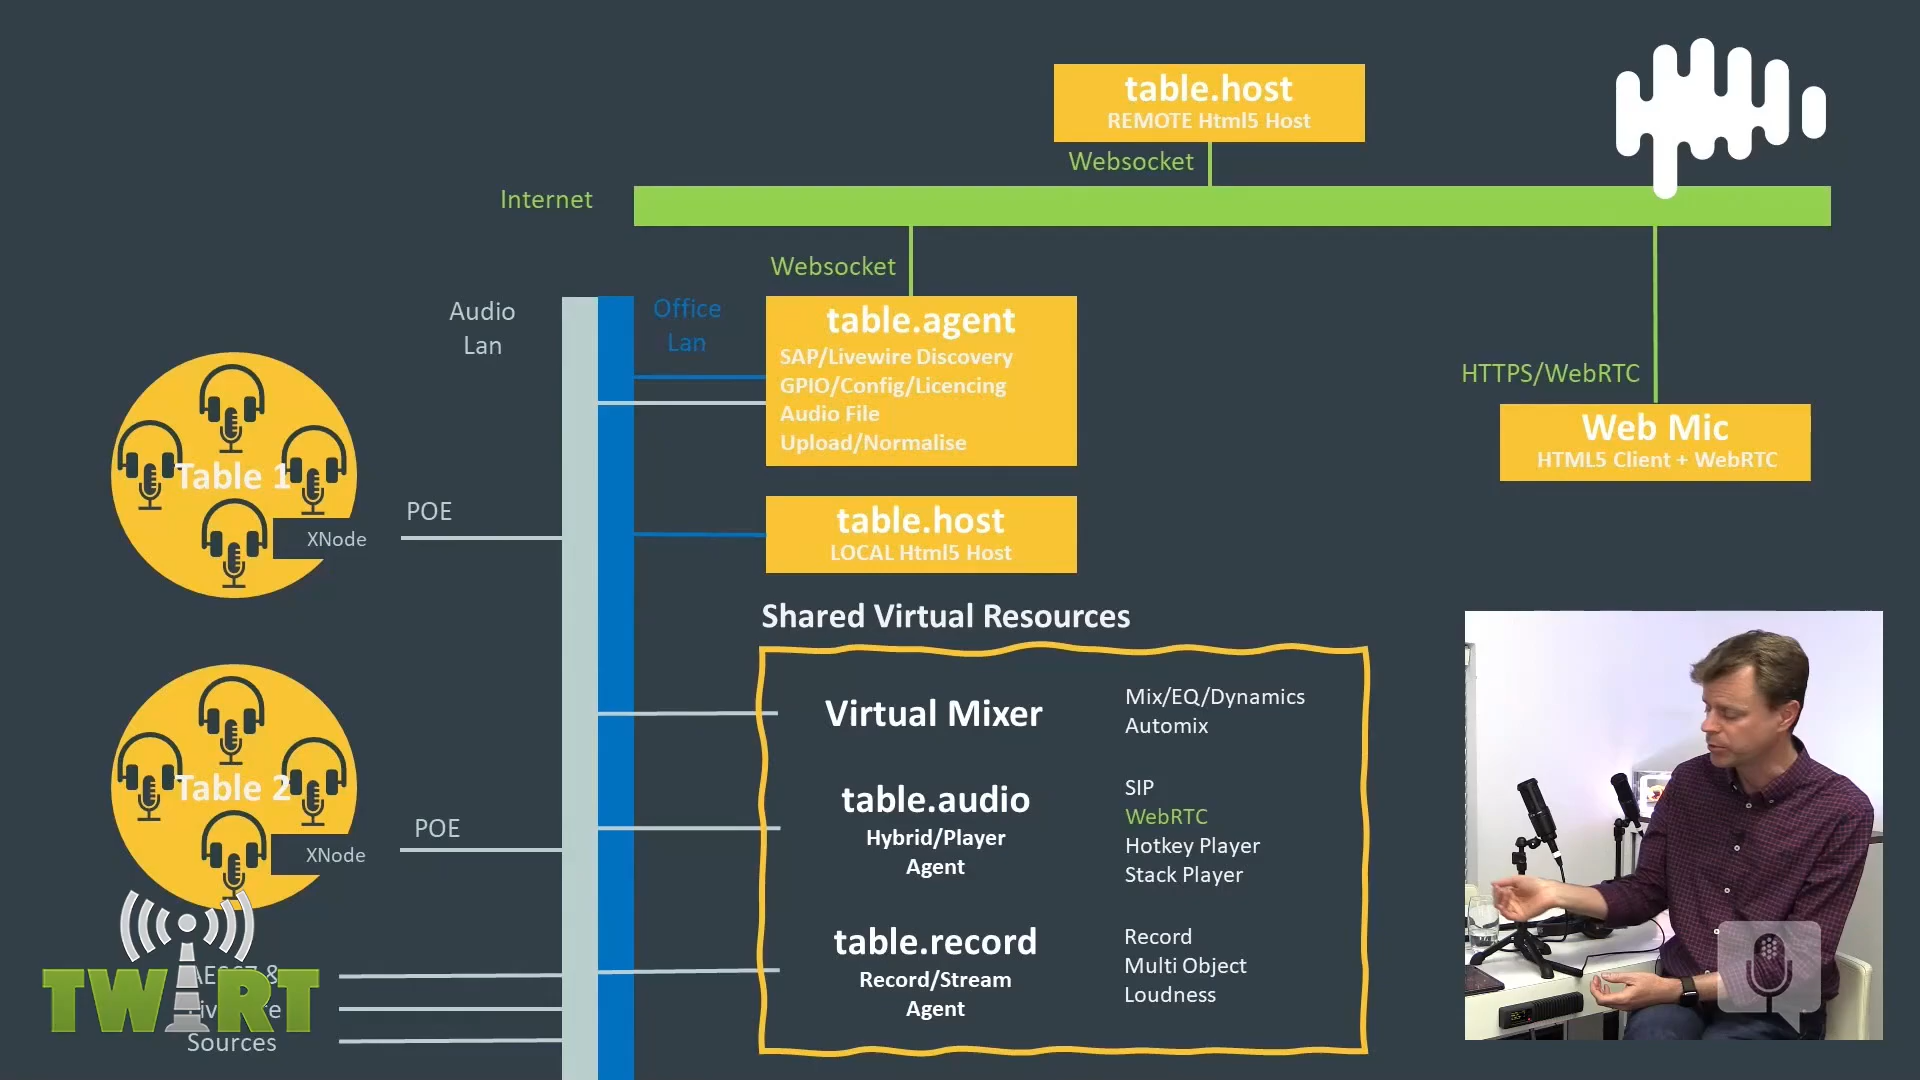 table.host
REMOTE Html5 Host
Websocket
Internet
Websocket
Audio
Lan
Office
Lan
table.agent
SAP/Livewire Discovery
GPIO/Config/Licencing
Audio File
Upload/Normalise
HTTPS/WebRTC
Web Mic
HTML5 Client + WebRTC
Table 1
POE
XNode
table.host
LOCAL Html5 Host
Shared Virtual Resources
Virtual Mixer
Mix/EQ/Dynamics
Automix
Table 2
POE
XNode
table.audio
Hybrid/Player
Agent
SIP
WebRTC
Hotkey Player
Stack Player
table.record
Record/Stream
Agent
Record
Multi Object
Loudness
TWiRT
&
Sources